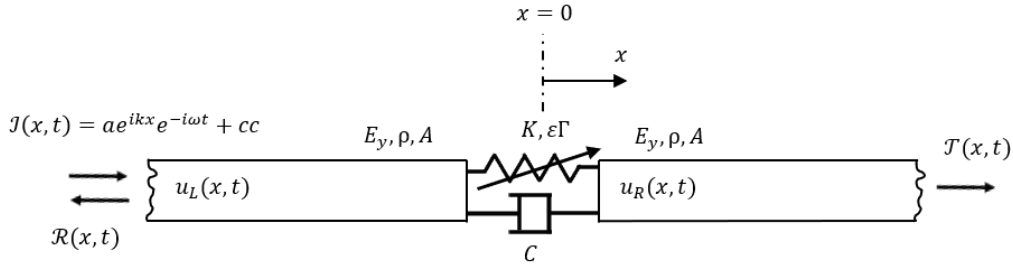 x = 0
x
ℐ(x, t) = ae^{ikx}e^{-iωt} + cc
E_y, ρ, A
K, εΓ
E_y, ρ, A
𝒯(x, t)
u_L(x, t)
u_R(x, t)
ℛ(x, t)
C